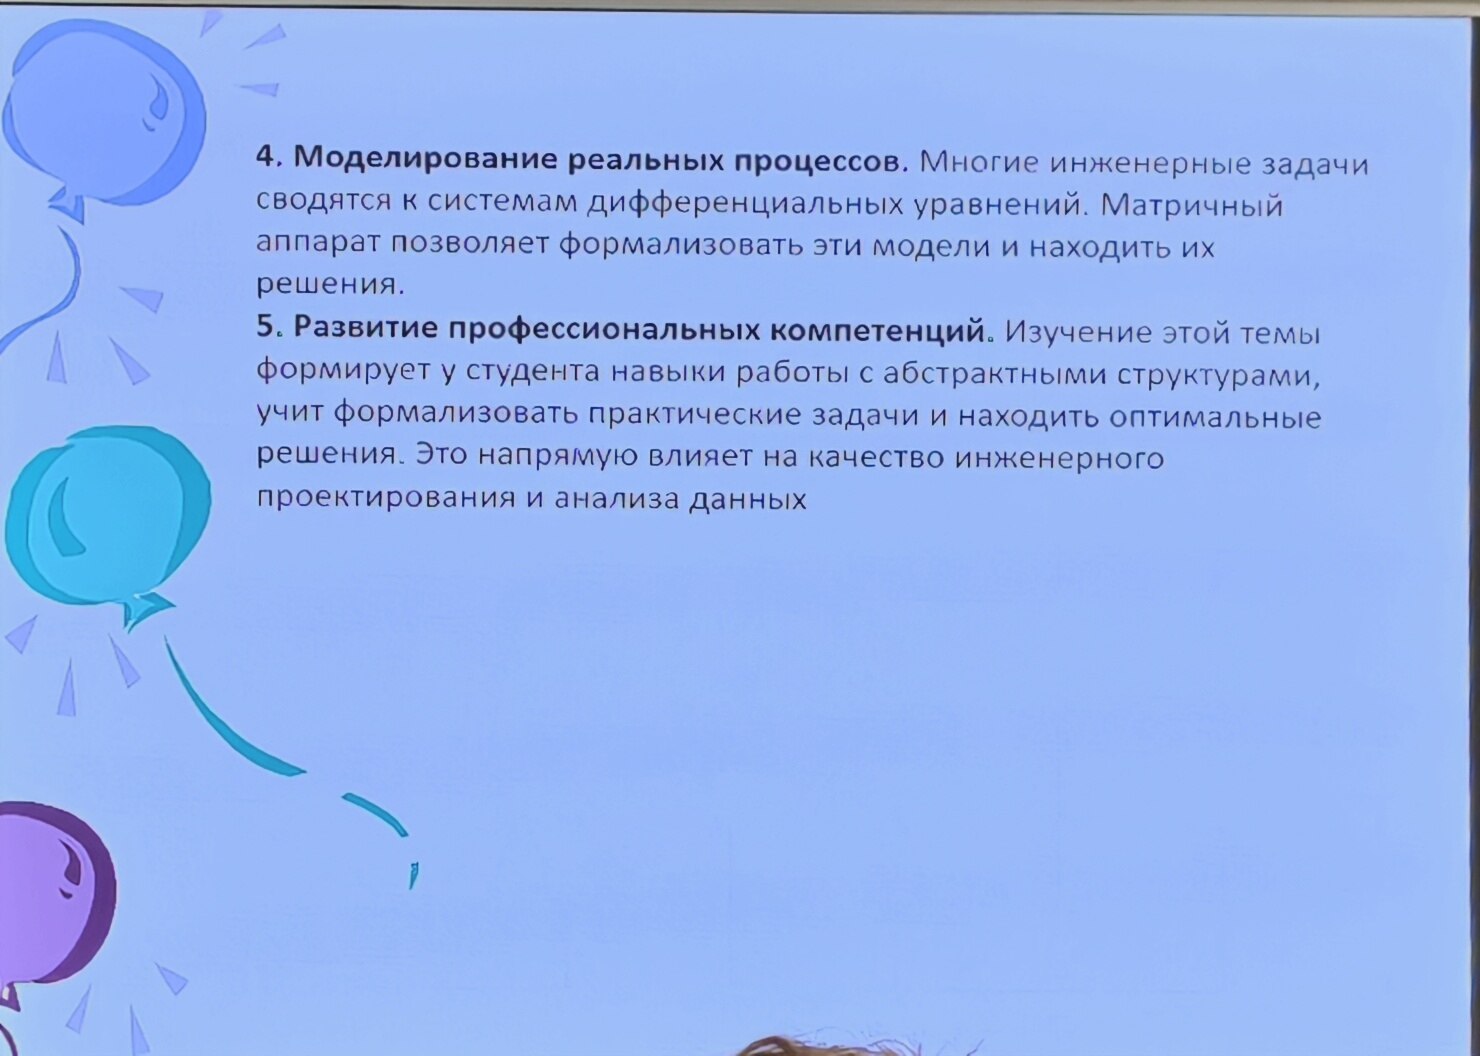 4. Моделирование реальных процессов. Многие инженерные задачи
сводятся к системам дифференциальных уравнений. Матричный
аппарат позволяет формализовать эти модели и находить их
решения.
5. Развитие профессиональных компетенций. Изучение этой темы
формирует у студента навыки работы с абстрактными структурами,
учит формализовать практические задачи и находить оптимальные
решения. Это напрямую влияет на качество инженерного
проектирования и анализа данных